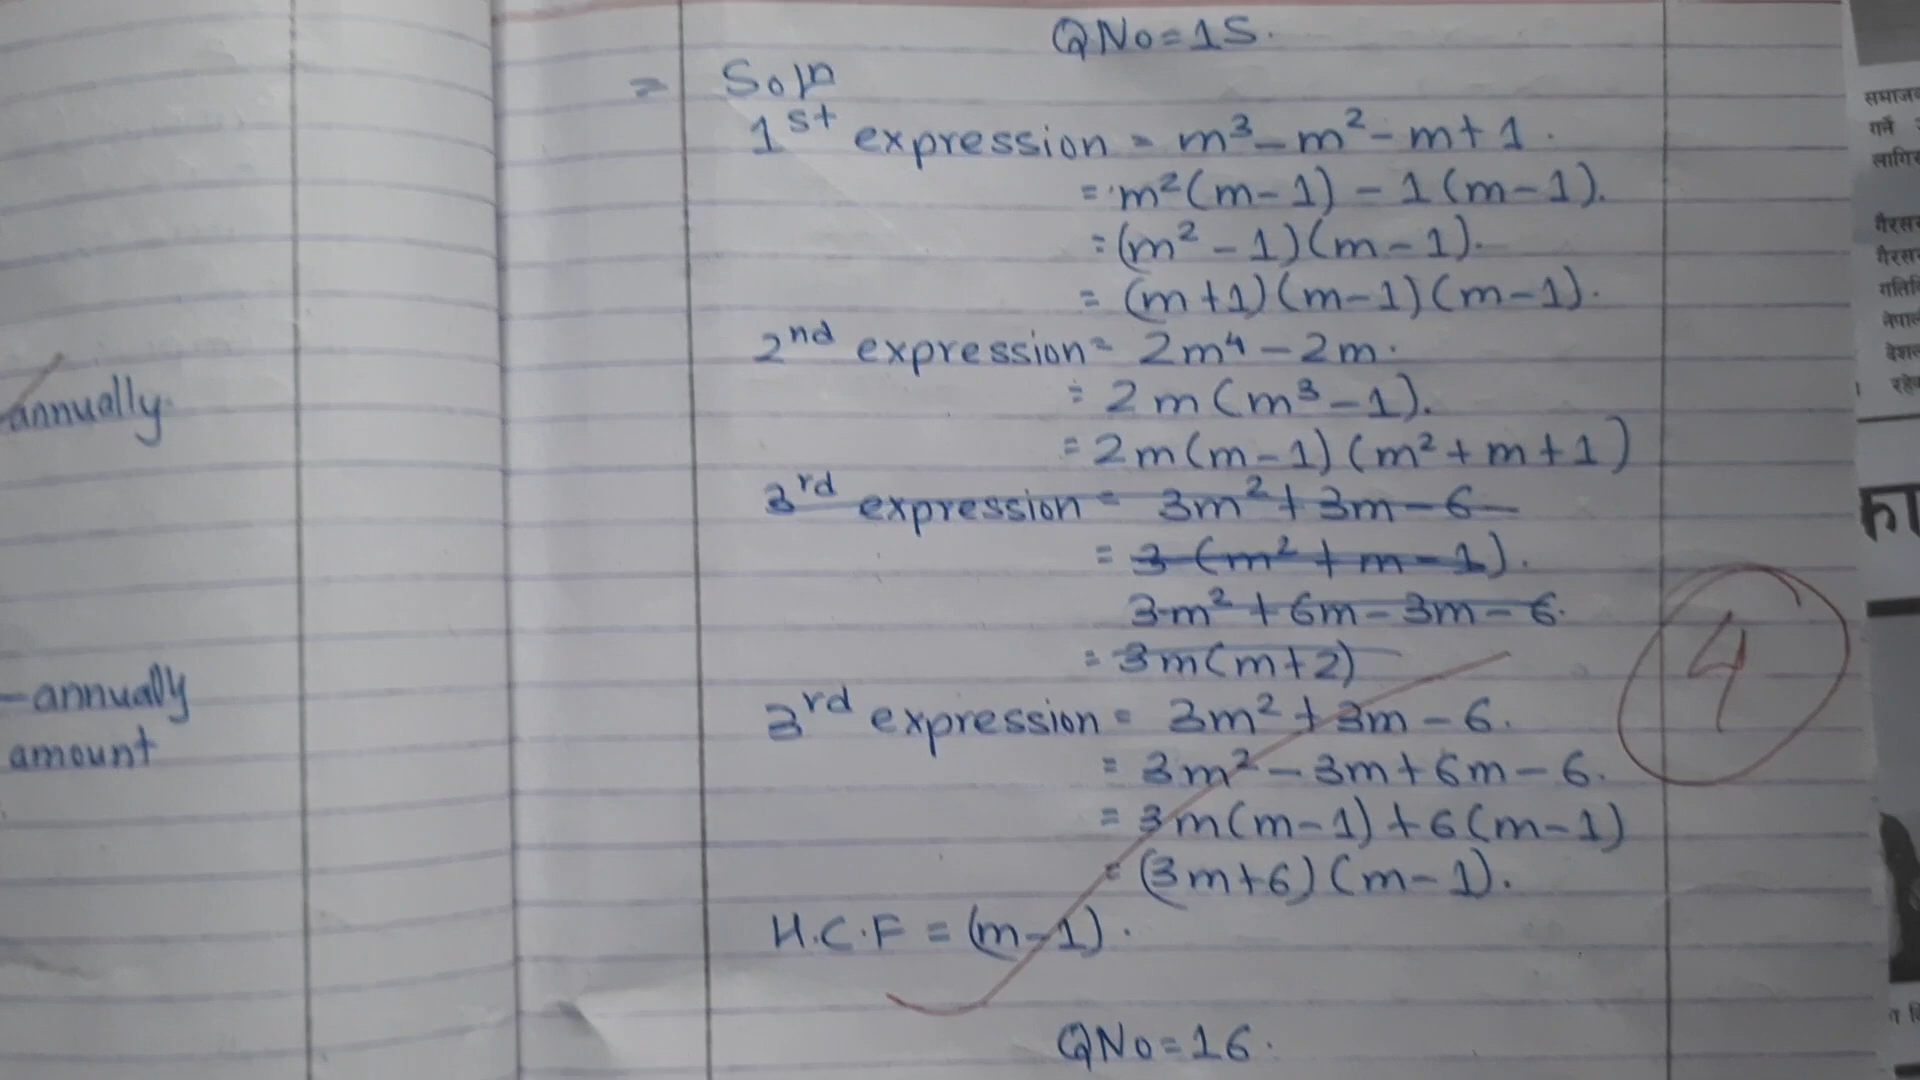 annually.
-annually
amount
QNo=15.
= Soln
1st expression = m³-m²-m+1.
= m²(m-1)-1(m-1).
=(m²-1)(m-1).
= (m+1)(m-1)(m-1).
2nd expression= 2m⁴-2m.
= 2m(m³-1).
=2m(m-1)(m²+m+1)
3rd expression= 3m²+3m-6
= 3(m²+m-1).
3m²+6m-3m-6.
= 3m(m+2)
3rd expression= 3m²+3m-6.
= 3m²-3m+6m-6.
= 3m(m-1)+6(m-1)
= (3m+6)(m-1).
H.C.F = (m-1).
4
QNo=16.
गर्ने